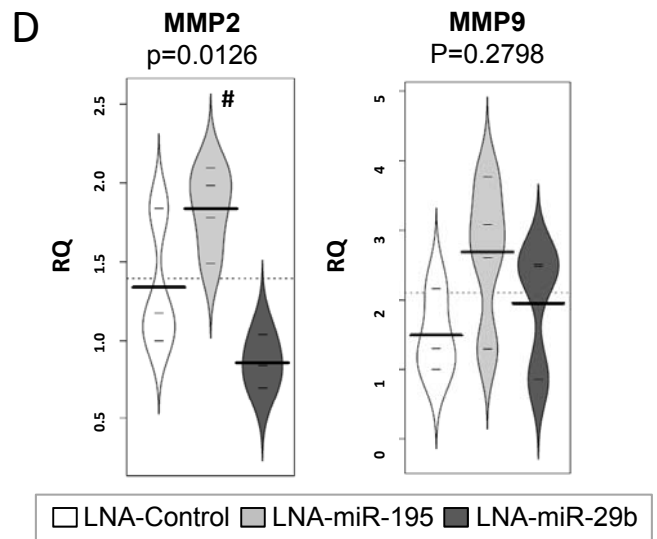 D
MMP2
p=0.0126
RQ
2.5
2.0
1.5
1.0
0.5
#
MMP9
P=0.2798
RQ
5
4
3
2
1
0
LNA-Control LNA-miR-195 LNA-miR-29b